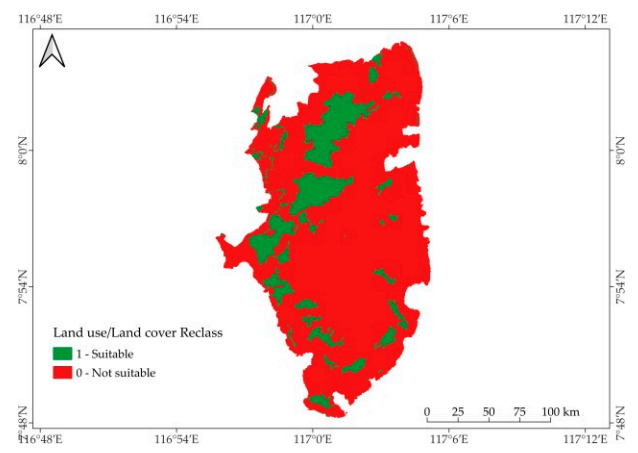 116°48'E 116°54'E 117°0'E 117°6'E 117°12'E
8°0'N 8°0'N
7°54'N 7°54'N
Land use/Land cover Reclass
1 - Suitable
0 - Not suitable
0 25 50 75 100 km
7°48'N 7°48'N
116°48'E 116°54'E 117°0'E 117°6'E 117°12'E